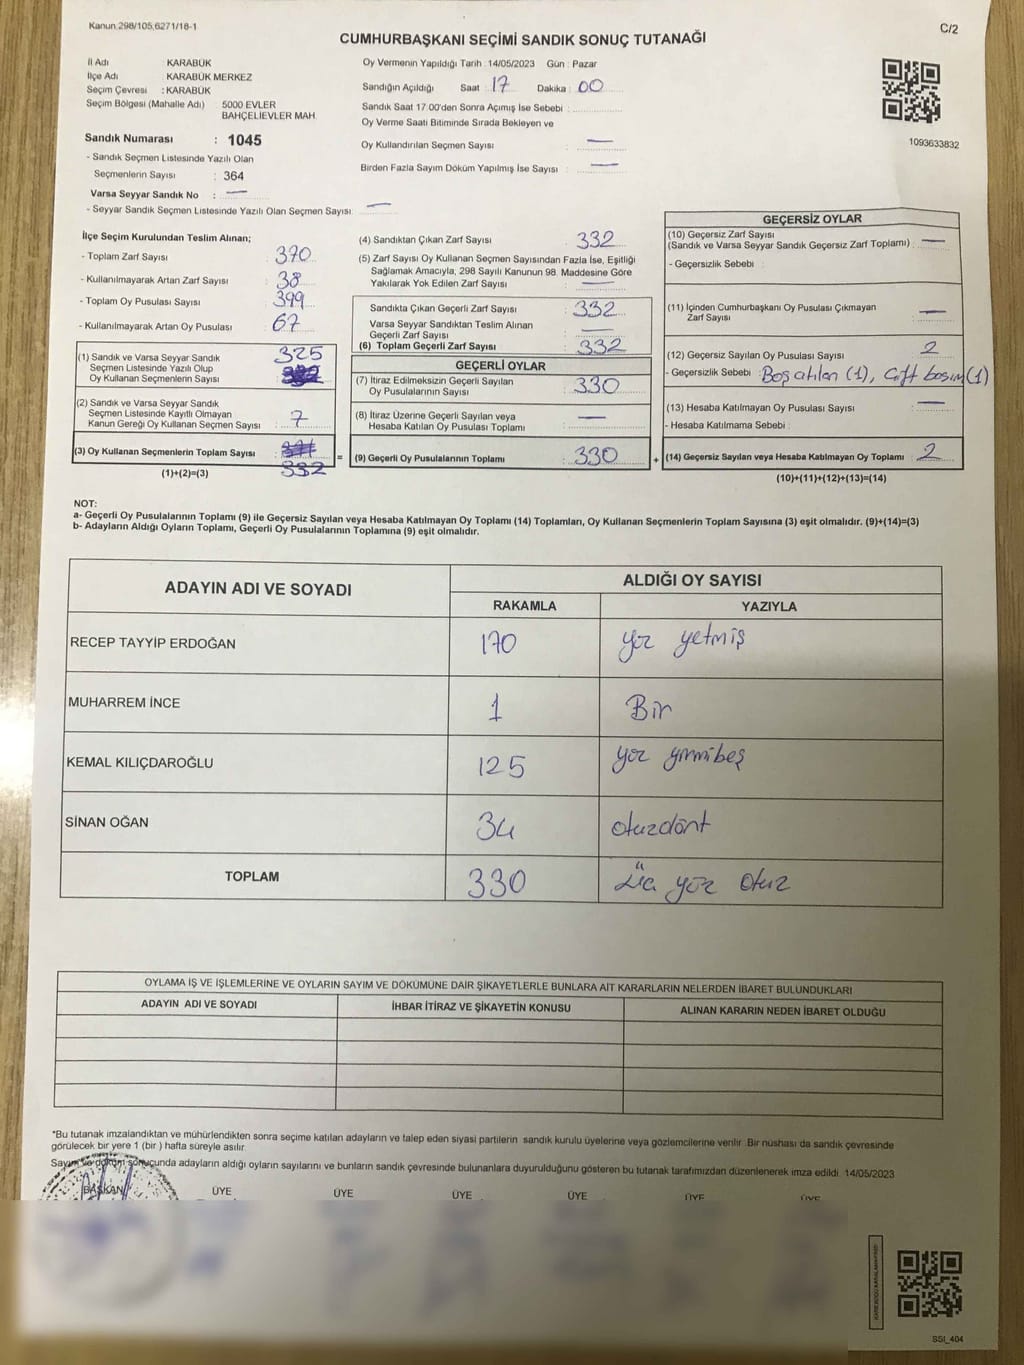 Kanun 298/105,6271/18-1
C/2
CUMHURBAŞKANI SEÇİMİ SANDIK SONUÇ TUTANAĞI
İl Adı : KARABÜK
İlçe Adı : KARABÜK MERKEZ
Seçim Çevresi : KARABÜK
Seçim Bölgesi (Mahalle Adı) : 5000 EVLER
BAHÇELİEVLER MAH.
Sandık Numarası : 1045
- Sandık Seçmen Listesinde Yazılı Olan
Seçmenlerin Sayısı : 364
Varsa Seyyar Sandık No : —
- Seyyar Sandık Seçmen Listesinde Yazılı Olan Seçmen Sayısı: —
Oy Vermenin Yapıldığı Tarih : 14/05/2023 Gün : Pazar
Sandığın Açıldığı Saat : 17 Dakika : 00
Sandık Saat 17:00'den Sonra Açımış İse Sebebi :
Oy Verme Saati Bitiminde Sırada Bekleyen ve
Oy Kullandırılan Seçmen Sayısı : —
Birden Fazla Sayım Döküm Yapılmış İse Sayısı : —
1093633832
İlçe Seçim Kurulundan Teslim Alınan;
- Toplam Zarf Sayısı : 370
- Kullanılmayarak Artan Zarf Sayısı : 38
- Toplam Oy Pusulası Sayısı : 399
- Kullanılmayarak Artan Oy Pusulası : 67
(1) Sandık ve Varsa Seyyar Sandık
Seçmen Listesinde Yazılı Olup
Oy Kullanan Seçmenlerin Sayısı : 325
(2) Sandık ve Varsa Seyyar Sandık
Seçmen Listesinde Kayıtlı Olmayan
Kanun Gereği Oy Kullanan Seçmen Sayısı : 7
(3) Oy Kullanan Seçmenlerin Toplam Sayısı : 332
(1)+(2)=(3)
(4) Sandıktan Çıkan Zarf Sayısı : 332
(5) Zarf Sayısı Oy Kullanan Seçmen Sayısından Fazla İse, Eşitliği
Sağlamak Amacıyla, 298 Sayılı Kanunun 98. Maddesine Göre
Yakılarak Yok Edilen Zarf Sayısı : —
Sandıkta Çıkan Geçerli Zarf Sayısı : 332
Varsa Seyyar Sandıktan Teslim Alınan
Geçerli Zarf Sayısı : —
(6) Toplam Geçerli Zarf Sayısı : 332
GEÇERLİ OYLAR
(7) İtiraz Edilmeksizin Geçerli Sayılan
Oy Pusulalarının Sayısı : 330
(8) İtiraz Üzerine Geçerli Sayılan veya
Hesaba Katılan Oy Pusulası Toplamı : —
= (9) Geçerli Oy Pusulalarının Toplamı : 330
GEÇERSİZ OYLAR
(10) Geçersiz Zarf Sayısı
(Sandık ve Varsa Seyyar Sandık Geçersiz Zarf Toplamı) : —
- Geçersizlik Sebebi :
(11) İçinden Cumhurbaşkanı Oy Pusulası Çıkmayan
Zarf Sayısı : —
(12) Geçersiz Sayılan Oy Pusulası Sayısı : 2
- Geçersizlik Sebebi : Boş atılan (1), Çift basım (1)
(13) Hesaba Katılmayan Oy Pusulası Sayısı : —
- Hesaba Katılmama Sebebi :
+ (14) Geçersiz Sayılan veya Hesaba Katılmayan Oy Toplamı : 2
(10)+(11)+(12)+(13)=(14)
NOT:
a- Geçerli Oy Pusulalarının Toplamı (9) ile Geçersiz Sayılan veya Hesaba Katılmayan Oy Toplamı (14) Toplamları, Oy Kullanan Seçmenlerin Toplam Sayısına (3) eşit olmalıdır. (9)+(14)=(3)
b- Adayların Aldığı Oyların Toplamı, Geçerli Oy Pusulalarının Toplamına (9) eşit olmalıdır.
ADAYIN ADI VE SOYADI ALDIĞI OY SAYISI
RAKAMLA YAZIYLA
RECEP TAYYİP ERDOĞAN 170 yüz yetmiş
MUHARREM İNCE 1 Bir
KEMAL KILIÇDAROĞLU 125 yüz yirmibeş
SİNAN OĞAN 34 otuzdört
TOPLAM 330 Üç yüz otuz
OYLAMA İŞ VE İŞLEMLERİNE VE OYLARIN SAYIM VE DÖKÜMÜNE DAİR ŞİKAYETLERLE BUNLARA AİT KARARLARIN NELERDEN İBARET BULUNDUKLARI
ADAYIN ADI VE SOYADI İHBAR İTİRAZ VE ŞİKAYETİN KONUSU ALINAN KARARIN NEDEN İBARET OLDUĞU
*Bu tutanak imzalandıktan ve mühürlendikten sonra seçime katılan adayların ve talep eden siyasi partilerin sandık kurulu üyelerine veya gözlemcilerine verilir. Bir nüshası da sandık çevresinde
görülecek bir yere 1 (bir ) hafta süreyle asılır.
Sayım ve döküm sonucunda adayların aldığı oyların sayılarını ve bunların sandık çevresinde bulunanlara duyurulduğunu gösteren bu tutanak tarafımızdan düzenlenerek imza edildi. 14/05/2023
BAŞKAN ÜYE ÜYE ÜYE ÜYE ÜYE ÜYE
SSI_404